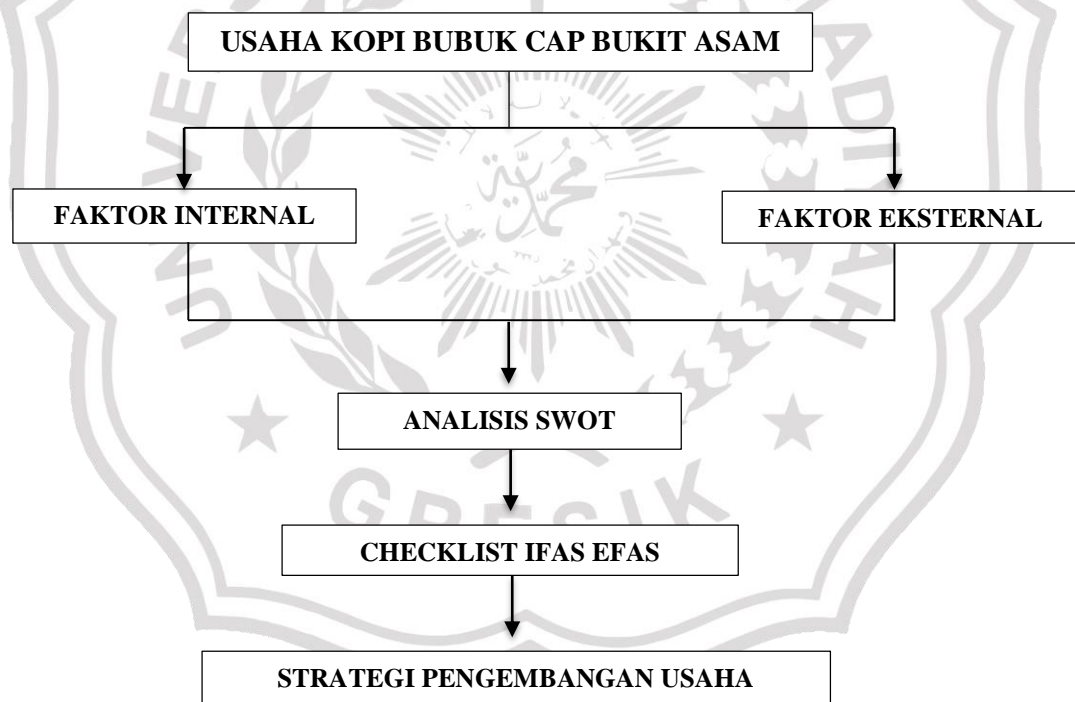 USAHA KOPI BUBUK CAP BUKIT ASAM
FAKTOR INTERNAL
FAKTOR EKSTERNAL
ANALISIS SWOT
CHECKLIST IFAS EFAS
STRATEGI PENGEMBANGAN USAHA
GRESIK